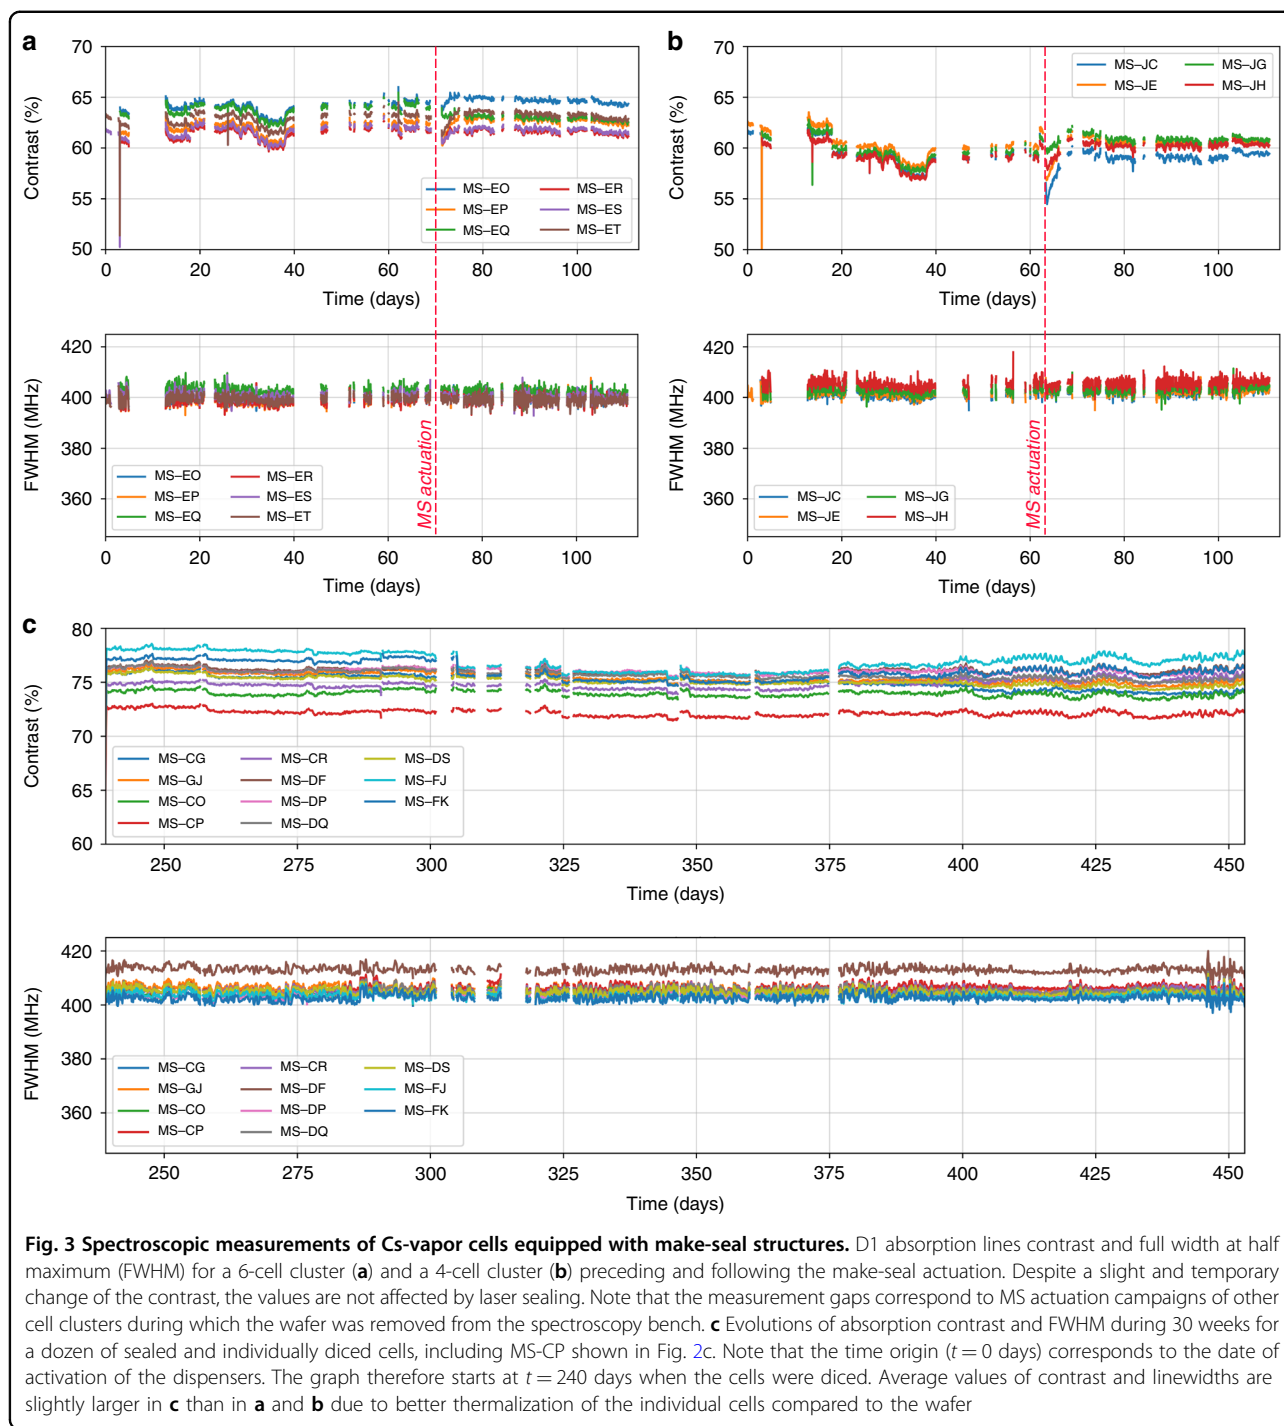 a
70
65
60
55
50
Contrast (%)
MS–EO
MS–EP
MS–EQ
MS–ER
MS–ES
MS–ET
0 20 40 60 80 100
Time (days)
420
400
380
360
FWHM (MHz)
MS–EO
MS–EP
MS–EQ
MS–ER
MS–ES
MS–ET
MS actuation
0 20 40 60 80 100
Time (days)
b
70
65
60
55
50
Contrast (%)
MS–JC
MS–JE
MS–JG
MS–JH
0 20 40 60 80 100
Time (days)
420
400
380
360
FWHM (MHz)
MS–JC
MS–JE
MS–JG
MS–JH
MS actuation
0 20 40 60 80 100
Time (days)
c
80
75
70
65
60
Contrast (%)
MS–CG
MS–GJ
MS–CO
MS–CP
MS–CR
MS–DF
MS–DP
MS–DQ
MS–DS
MS–FJ
MS–FK
250 275 300 325 350 375 400 425 450
Time (days)
420
400
380
360
FWHM (MHz)
MS–CG
MS–GJ
MS–CO
MS–CP
MS–CR
MS–DF
MS–DP
MS–DQ
MS–DS
MS–FJ
MS–FK
250 275 300 325 350 375 400 425 450
Time (days)
Fig. 3 Spectroscopic measurements of Cs-vapor cells equipped with make-seal structures. D1 absorption lines contrast and full width at half
maximum (FWHM) for a 6-cell cluster (a) and a 4-cell cluster (b) preceding and following the make-seal actuation. Despite a slight and temporary
change of the contrast, the values are not affected by laser sealing. Note that the measurement gaps correspond to MS actuation campaigns of other
cell clusters during which the wafer was removed from the spectroscopy bench. c Evolutions of absorption contrast and FWHM during 30 weeks for
a dozen of sealed and individually diced cells, including MS-CP shown in Fig. 2c. Note that the time origin (t = 0 days) corresponds to the date of
activation of the dispensers. The graph therefore starts at t = 240 days when the cells were diced. Average values of contrast and linewidths are
slightly larger in c than in a and b due to better thermalization of the individual cells compared to the wafer